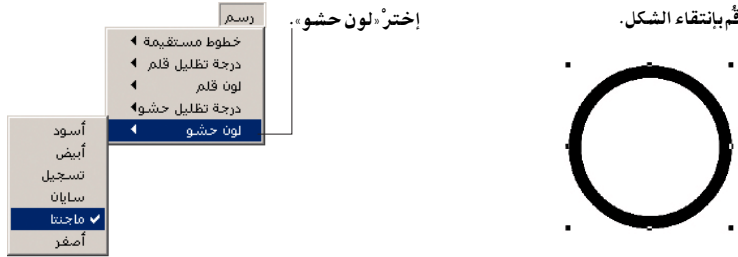 قُم بإنتقاء الشكل.
إخترْ «لون حشو».
رسم
خطوط مستقيمة
درجة تظليل قلم
لون قلم
درجة تظليل حشو
لون حشو
أسود
أبيض
تسجيل
سايان
ماجنتا
أصفر